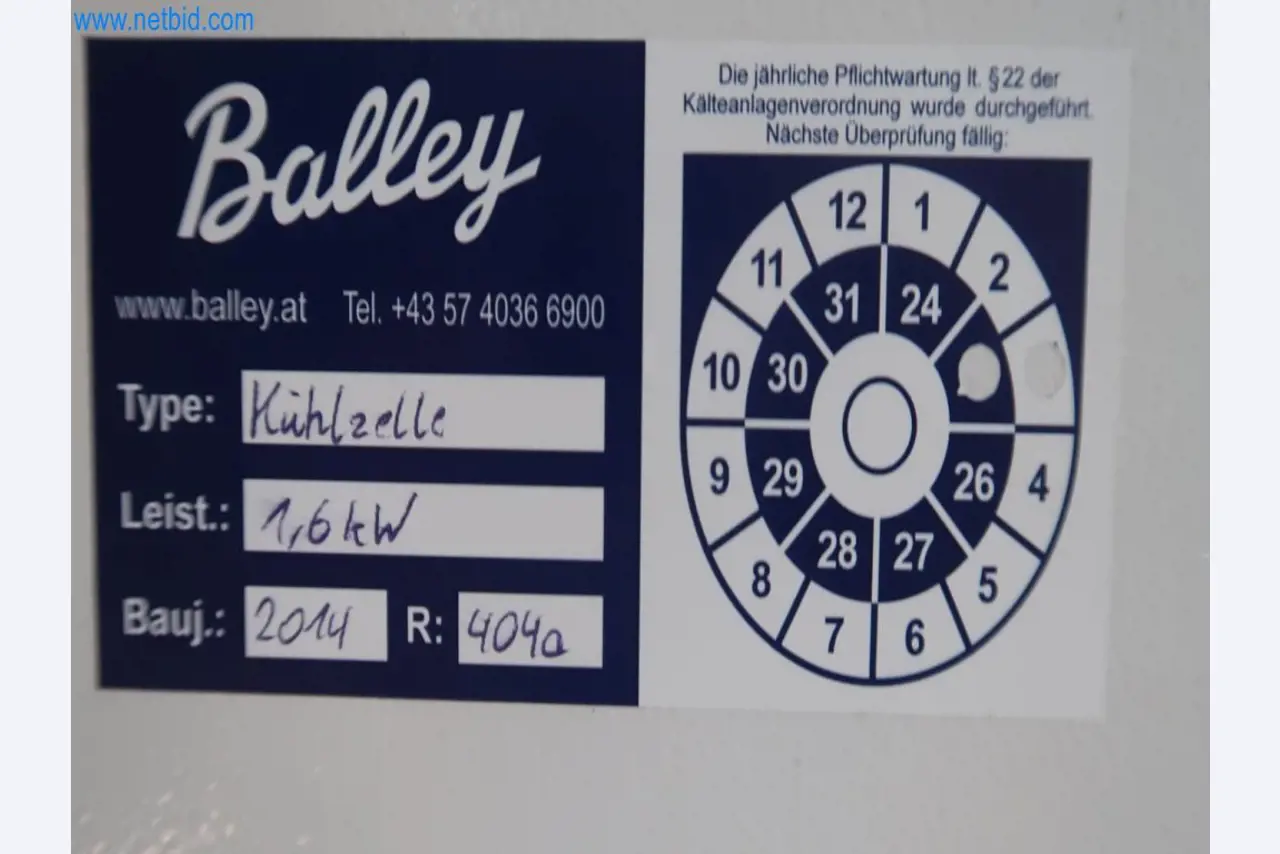 www.netbid.com
Balley
www.balley.at Tel. +43 57 4036 6900
Type: Kühlzelle
Leist.: 1,6 kW
Bauj.: 2014 R: 404a
Die jährliche Pflichtwartung lt. §22 der
Kälteanlagenverordnung wurde durchgeführt.
Nächste Überprüfung fällig:
12 1
11 2
31 24
10 30
9 29 26 4
28 27
8 5
7 6